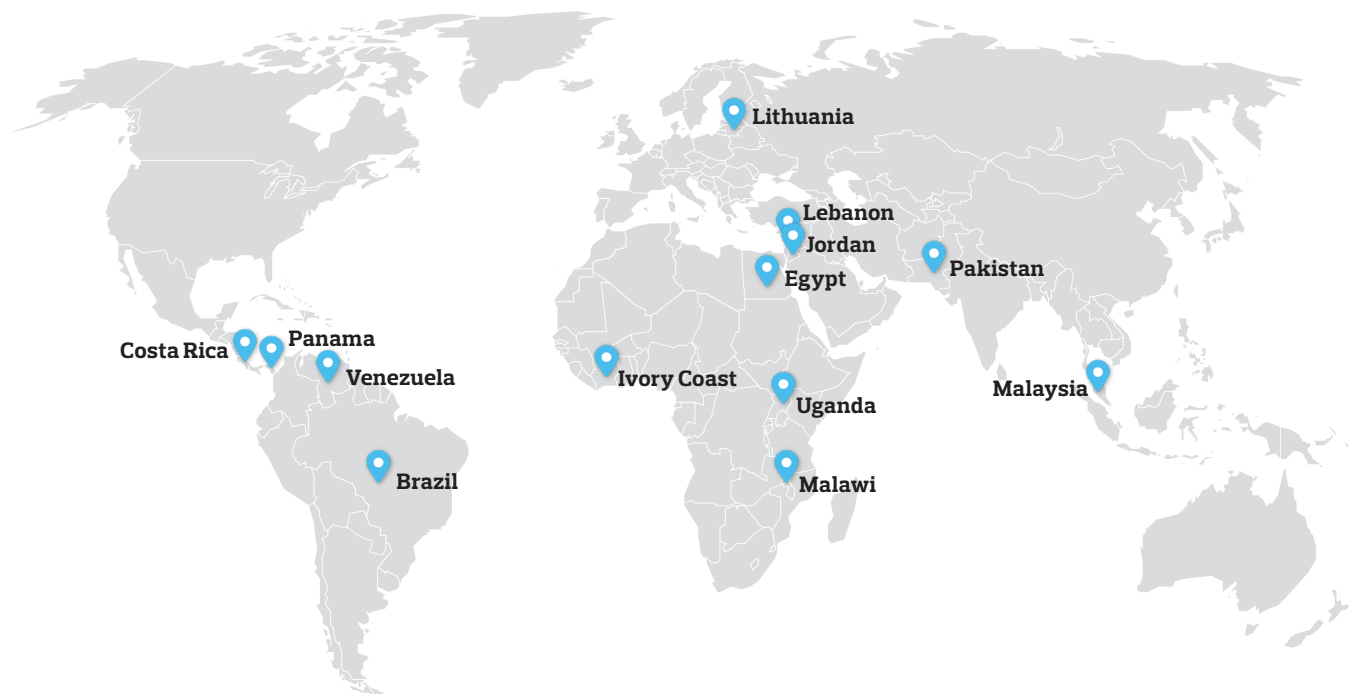 Lithuania
Lebanon
Jordan
Pakistan
Egypt
Panama
Costa Rica
Venezuela
Ivory Coast
Malaysia
Uganda
Brazil
Malawi